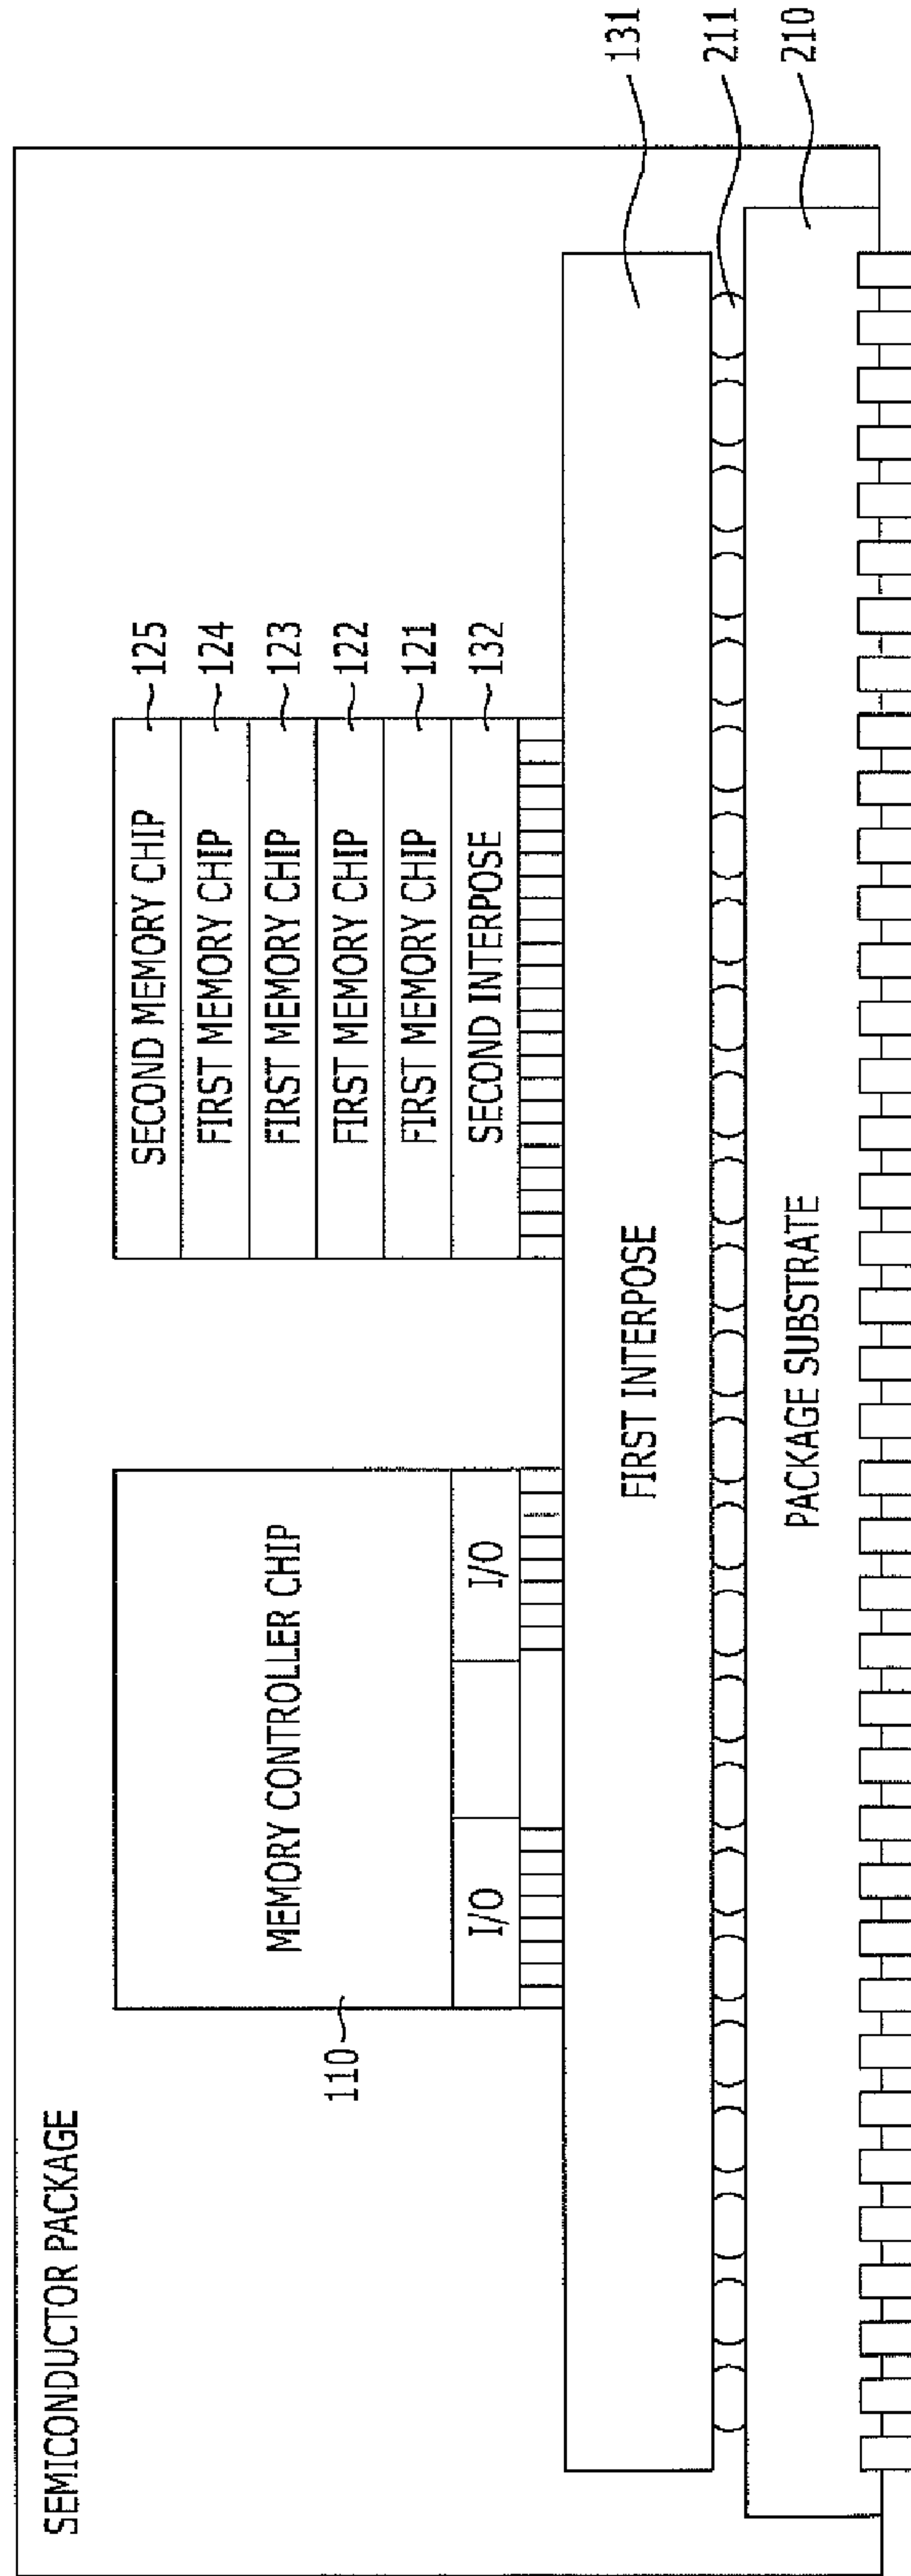 SEMICONDUCTOR PACKAGE
MEMORY CONTROLLER CHIP
110
I/O
I/O
SECOND MEMORY CHIP
125
FIRST MEMORY CHIP
124
FIRST MEMORY CHIP
123
FIRST MEMORY CHIP
122
FIRST MEMORY CHIP
121
SECOND INTERPOSE
132
FIRST INTERPOSE
131
211
PACKAGE SUBSTRATE
210